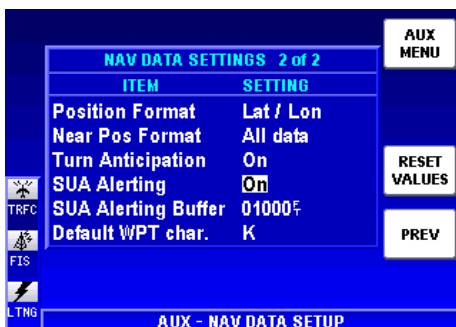 AUX
MENU
NAV DATA SETTINGS 2 of 2
ITEM SETTING
Position Format Lat / Lon
Near Pos Format All data
Turn Anticipation On
SUA Alerting On
SUA Alerting Buffer 01000FT
Default WPT char. K
RESET
VALUES
PREV
TRFC
FIS
LTNG
AUX - NAV DATA SETUP